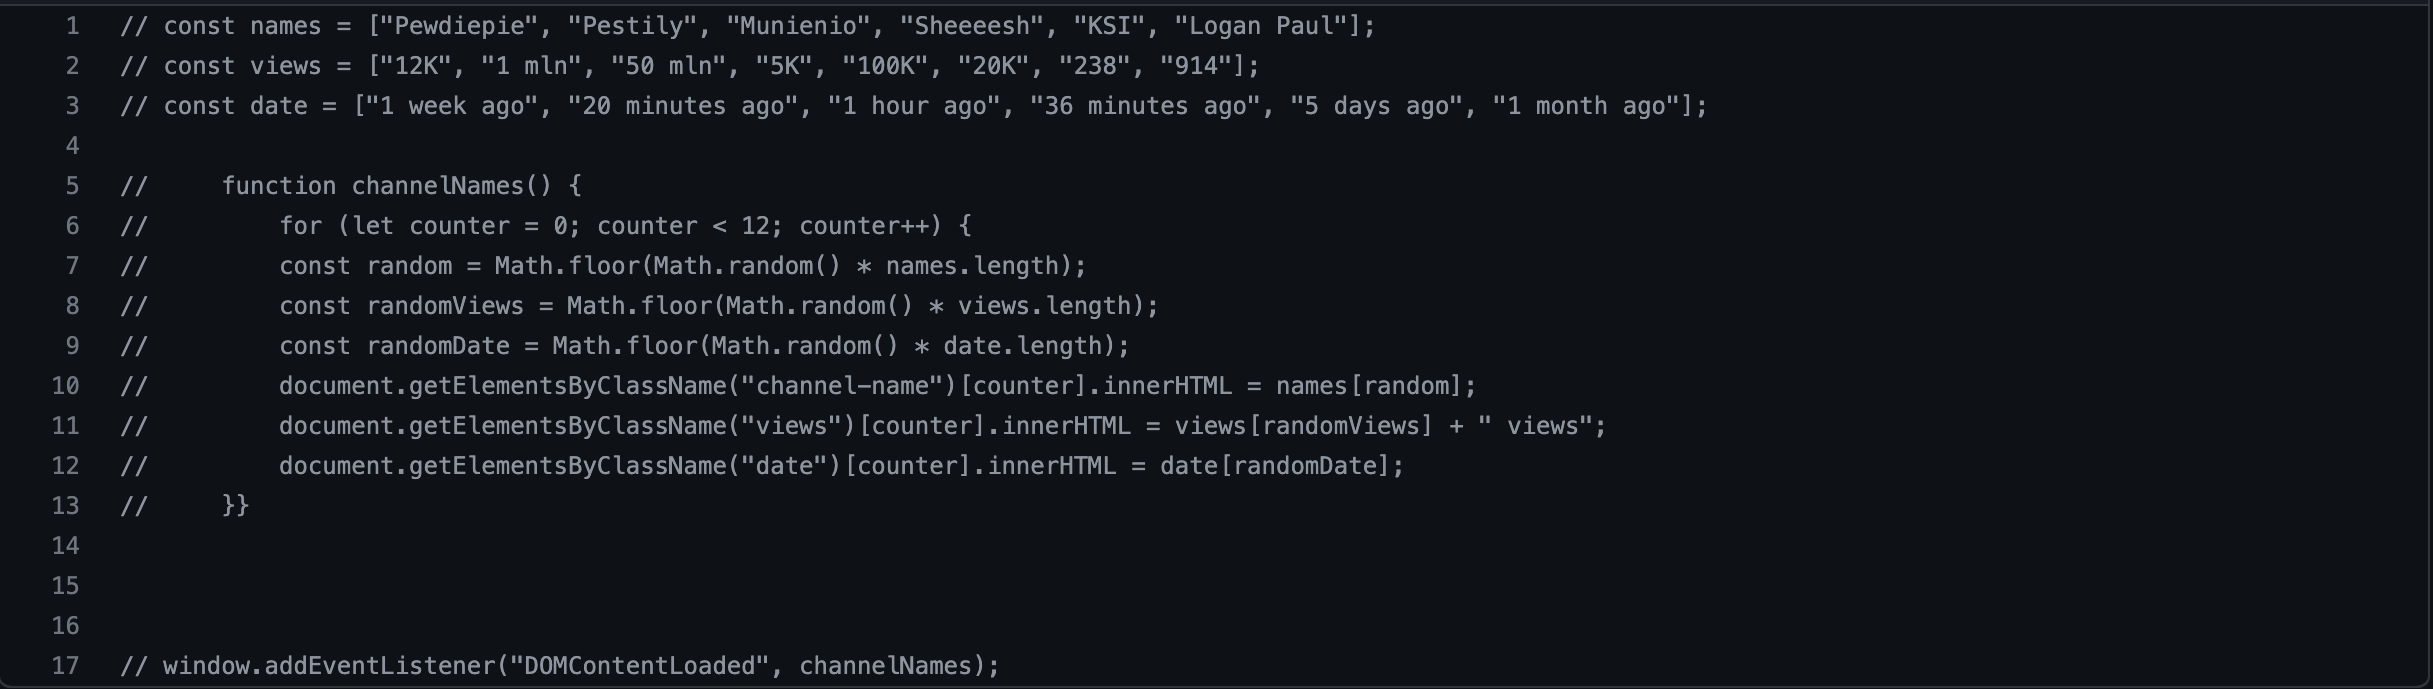 1 // const names = ["Pewdiepie", "Pestily", "Munienio", "Sheeeesh", "KSI", "Logan Paul"];
2 // const views = ["12K", "1 mln", "50 mln", "5K", "100K", "20K", "238", "914"];
3 // const date = ["1 week ago", "20 minutes ago", "1 hour ago", "36 minutes ago", "5 days ago", "1 month ago"];
4
5 //     function channelNames() {
6 //         for (let counter = 0; counter < 12; counter++) {
7 //         const random = Math.floor(Math.random() * names.length);
8 //         const randomViews = Math.floor(Math.random() * views.length);
9 //         const randomDate = Math.floor(Math.random() * date.length);
10 //         document.getElementsByClassName("channel-name")[counter].innerHTML = names[random];
11 //         document.getElementsByClassName("views")[counter].innerHTML = views[randomViews] + " views";
12 //         document.getElementsByClassName("date")[counter].innerHTML = date[randomDate];
13 //     }}
14
15
16
17 // window.addEventListener("DOMContentLoaded", channelNames);